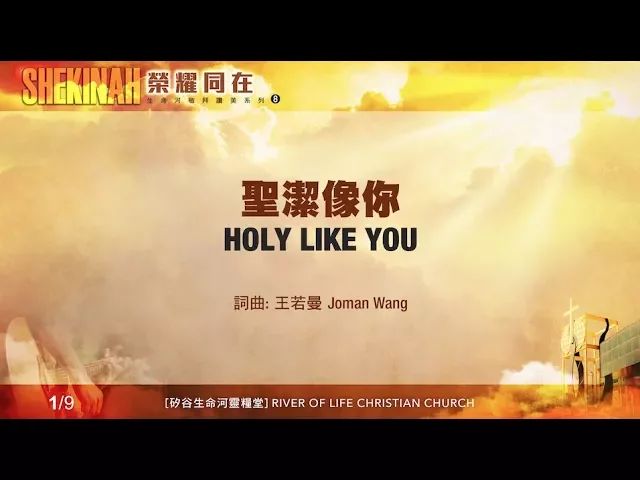 SHEKINAH 榮耀同在
生命河敬拜讚美系列 8
聖潔像你
HOLY LIKE YOU
詞曲: 王若曼 Joman Wang
1/9
[矽谷生命河靈糧堂] RIVER OF LIFE CHRISTIAN CHURCH